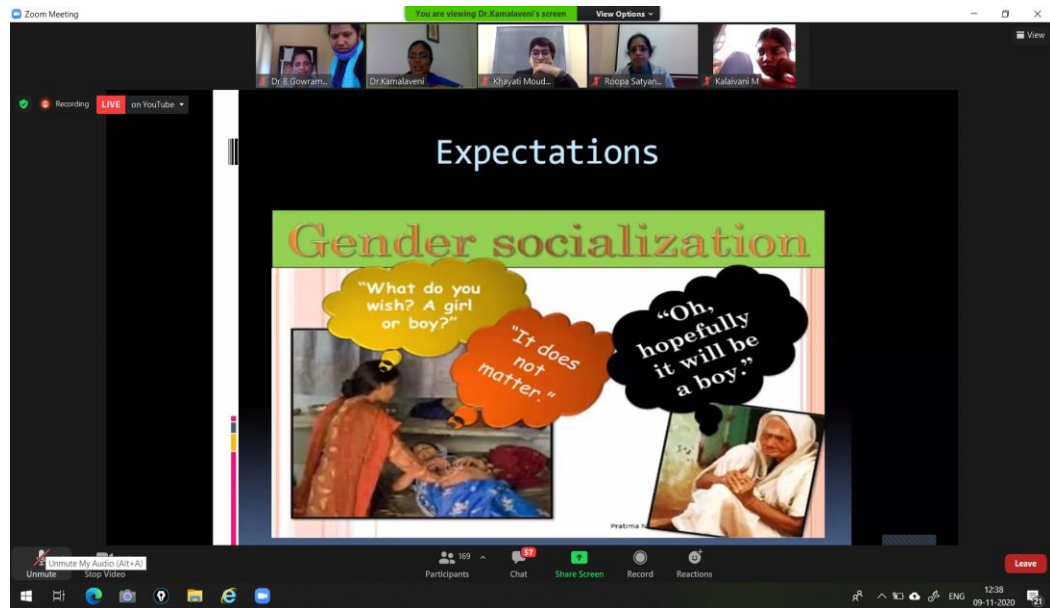 Zoom Meeting
You are viewing Dr.Kamalaveni's screen
View Options
View
Dr B Gowram...
Dr.Kamalaveni
Khayati Moud...
Roopa Satyan...
Kalaivani M
Recording
LIVE on YouTube
Expectations
Gender socialization
"What do you
wish? A girl
or boy?"
"It does
not
matter."
"Oh,
hopefully
it will be
a boy."
Pratima N
Unmute My Audio (Alt+A)
Unmute
Stop Video
169
Participants
57
Chat
Share Screen
Record
Reactions
Leave
ENG
12:38
09-11-2020
21